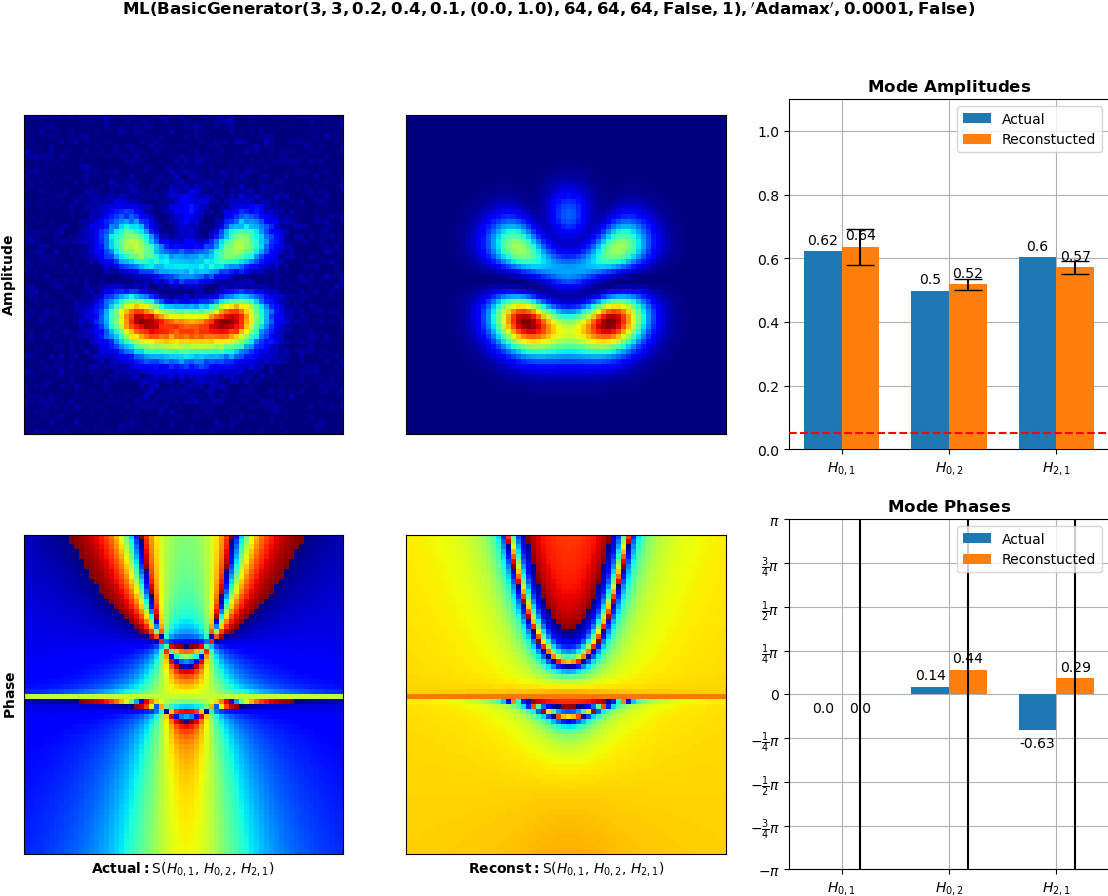 ML(BasicGenerator(3, 3, 0.2, 0.4, 0.1, (0.0, 1.0), 64, 64, 64, False, 1), ′Adamax′, 0.0001, False)
Amplitude
Mode Amplitudes
Actual
Reconstucted
1.0
0.8
0.6
0.4
0.2
0.0
0.62
0.64
0.5
0.52
0.6
0.57
H0, 1
H0, 2
H2, 1
Phase
Actual: S(H0, 1, H0, 2, H2, 1)
Reconst: S(H0, 1, H0, 2, H2, 1)
Mode Phases
Actual
Reconstucted
π
3/4π
1/2π
1/4π
0
−1/4π
−1/2π
−3/4π
−π
0.0
0.0
0.14
0.44
-0.63
0.29
H0, 1
H0, 2
H2, 1